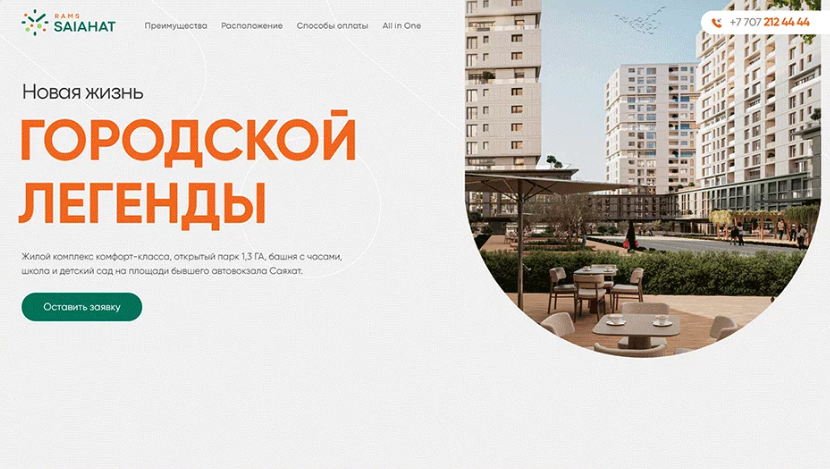 RAMS
SAIAHAT
Преимущества Расположение Способы оплаты All in One
+7 707 212 44 44
Новая жизнь
ГОРОДСКОЙ
ЛЕГЕНДЫ
Жилой комплекс комфорт-класса, открытый парк 1,3 ГА, башня с часами,
школа и детский сад на площади бывшего автовокзала Саяхат.
Оставить заявку